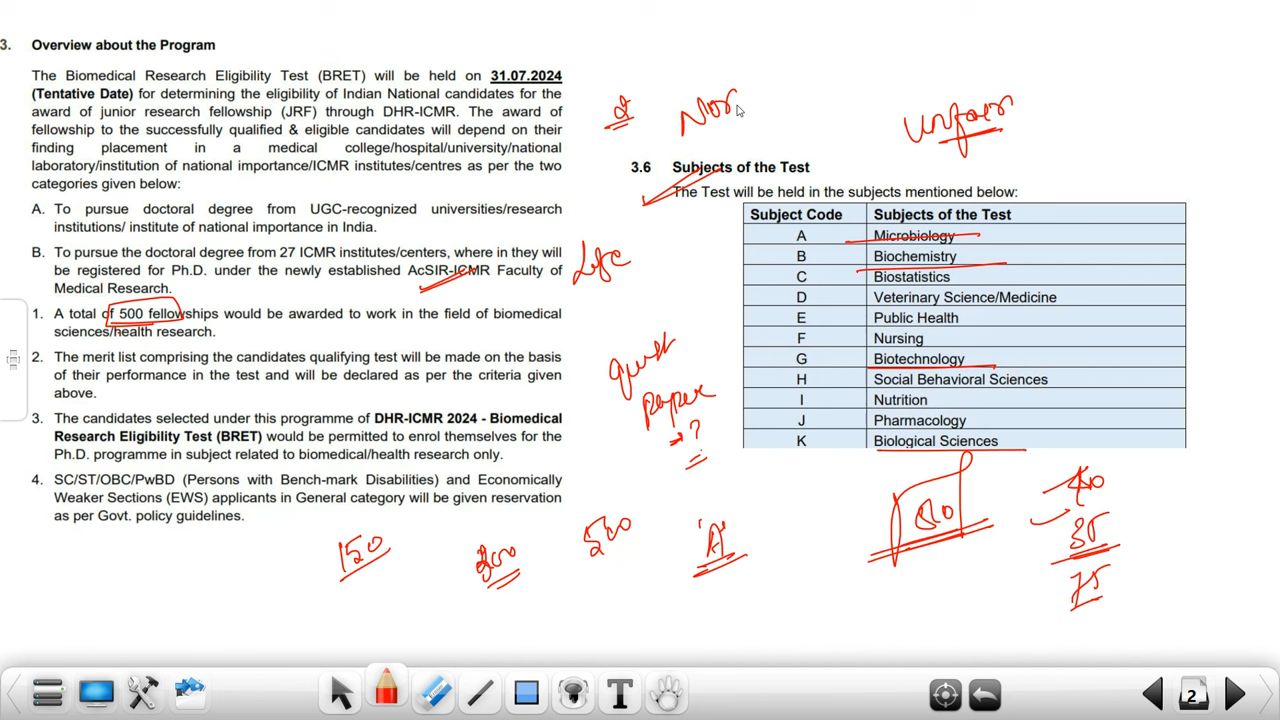 3. Overview about the Program
The Biomedical Research Eligibility Test (BRET) will be held on 31.07.2024
(Tentative Date) for determining the eligibility of Indian National candidates for the
award of junior research fellowship (JRF) through DHR-ICMR. The award of
fellowship to the successfully qualified & eligible candidates will depend on their
finding placement in a medical college/hospital/university/national
laboratory/institution of national importance/ICMR institutes/centres as per the two
categories given below:
A. To pursue doctoral degree from UGC-recognized universities/research
institutions/ institute of national importance in India.
B. To pursue the doctoral degree from 27 ICMR institutes/centers, where in they will
be registered for Ph.D. under the newly established AcSIR-ICMR Faculty of
Medical Research.
1. A total of 500 fellowships would be awarded to work in the field of biomedical
sciences/health research.
2. The merit list comprising the candidates qualifying test will be made on the basis
of their performance in the test and will be declared as per the criteria given
above.
3. The candidates selected under this programme of DHR-ICMR 2024 - Biomedical
Research Eligibility Test (BRET) would be permitted to enrol themselves for the
Ph.D. programme in subject related to biomedical/health research only.
4. SC/ST/OBC/PwBD (Persons with Bench-mark Disabilities) and Economically
Weaker Sections (EWS) applicants in General category will be given reservation
as per Govt. policy guidelines.
150
200
500
Life
paper
?
Nor
unfair
3.6 Subjects of the Test
The Test will be held in the subjects mentioned below:
Subject Code Subjects of the Test
A Microbiology
B Biochemistry
C Biostatistics
D Veterinary Science/Medicine
E Public Health
F Nursing
G Biotechnology
H Social Behavioral Sciences
I Nutrition
J Pharmacology
K Biological Sciences
'A'
40
35
75
2